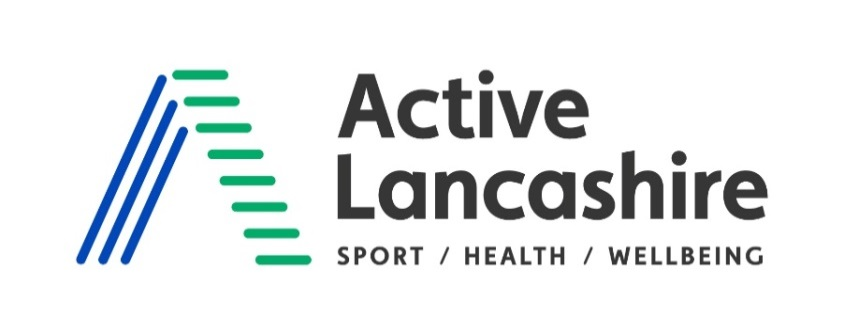 Active
Lancashire
SPORT / HEALTH / WELLBEING